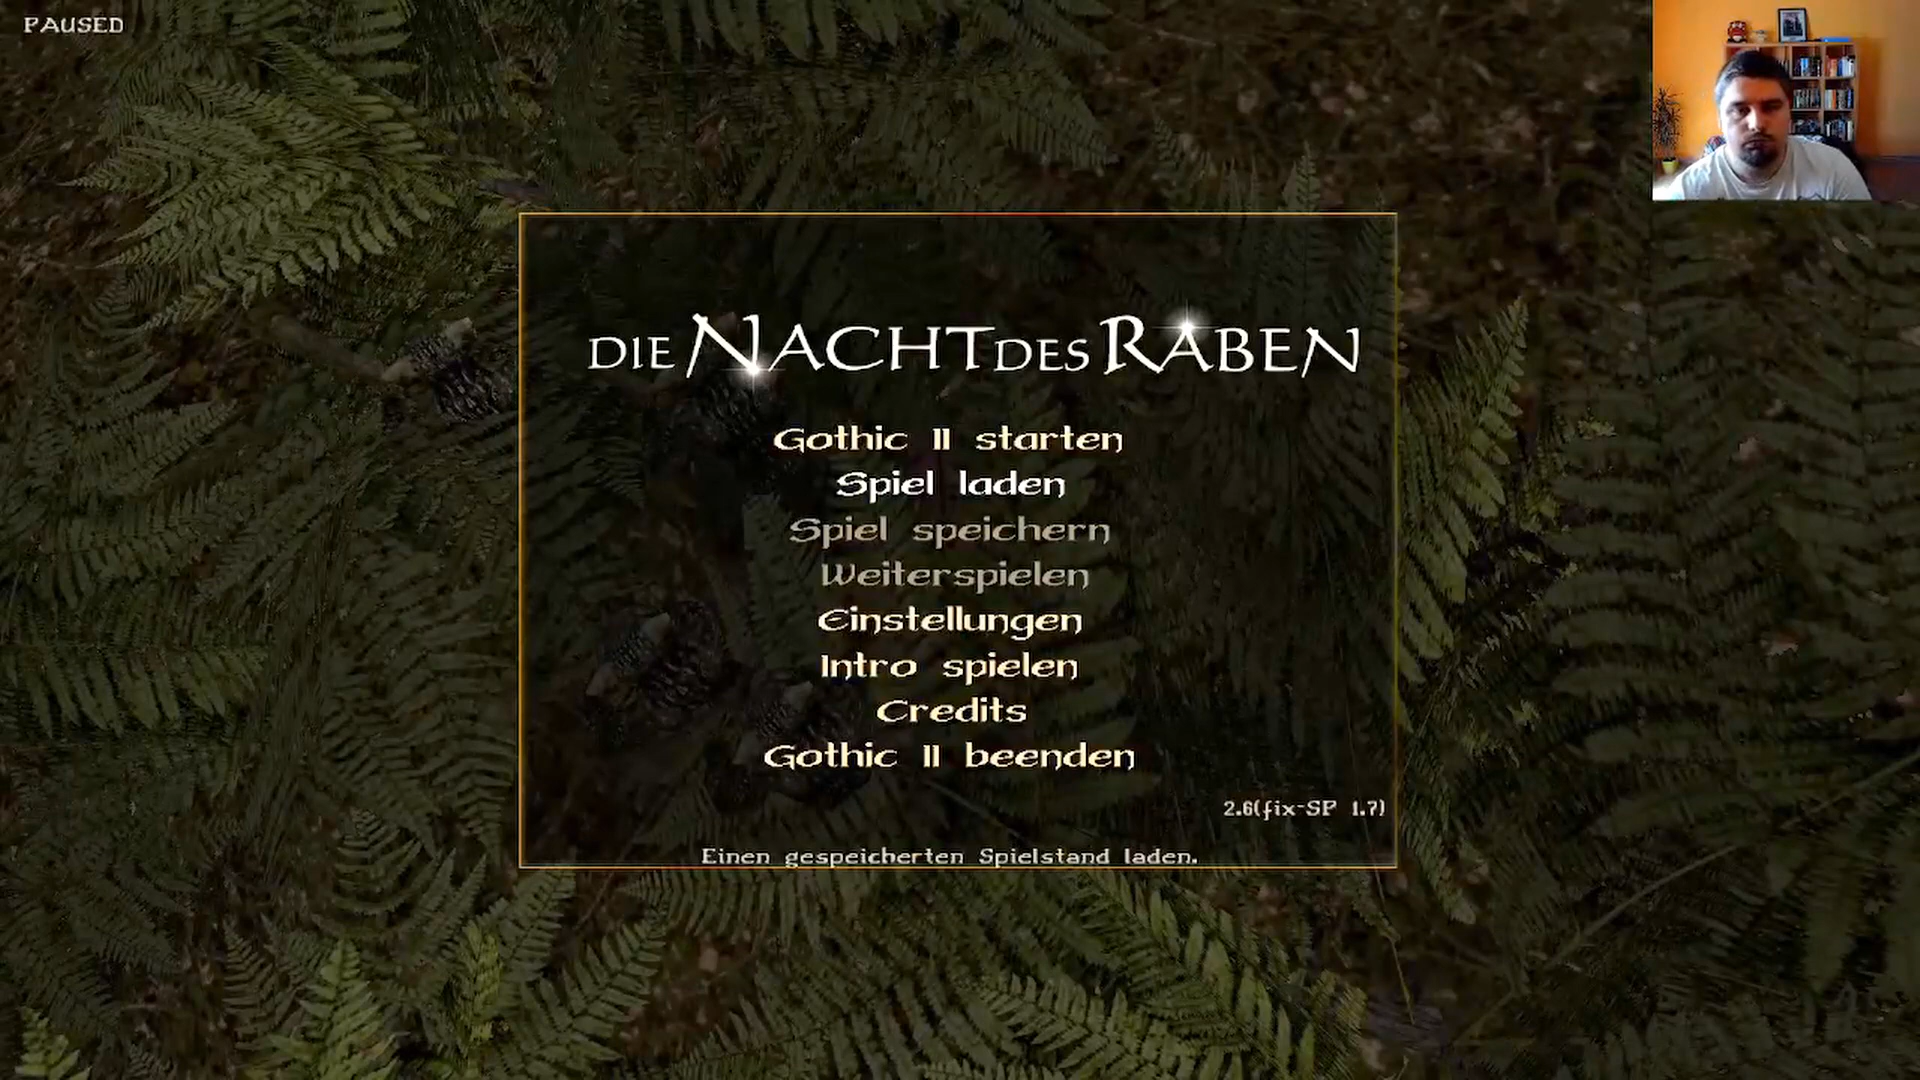 PAUSED
DIE NACHT DES RABEN
Gothic II starten
Spiel laden
Spiel speichern
Weiterspielen
Einstellungen
Intro spielen
Credits
Gothic II beenden
2.6(fix-SP 1.7)
Einen gespeicherten Spielstand laden.